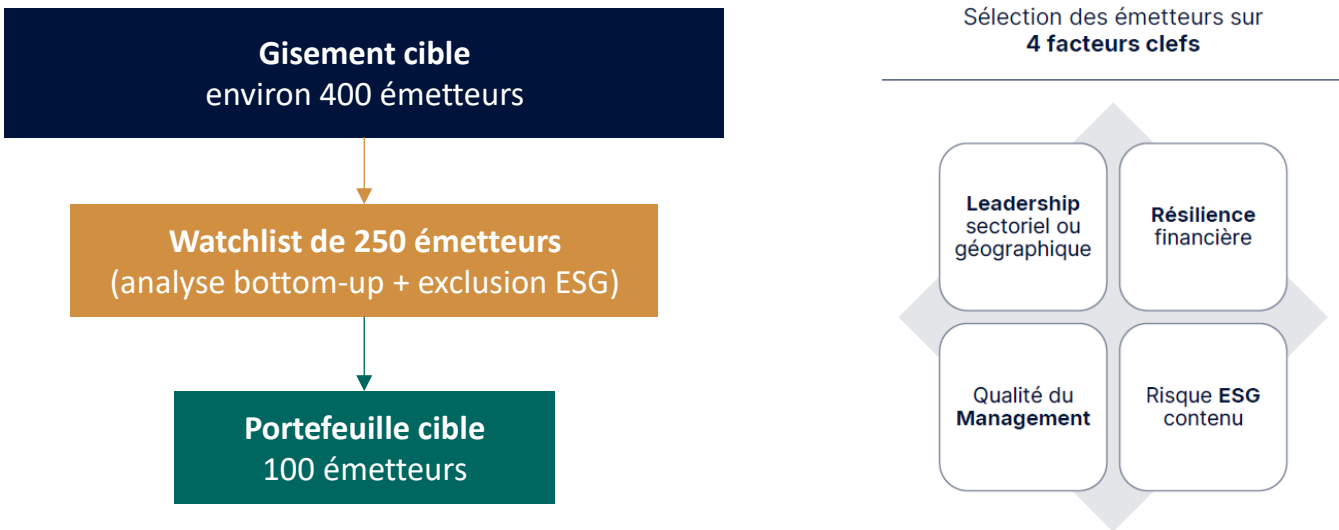 Gisement cible
environ 400 émetteurs
Watchlist de 250 émetteurs
(analyse bottom-up + exclusion ESG)
Portefeuille cible
100 émetteurs
Sélection des émetteurs sur
4 facteurs clefs
Leadership
sectoriel ou
géographique
Résilience
financière
Qualité du
Management
Risque ESG
contenu